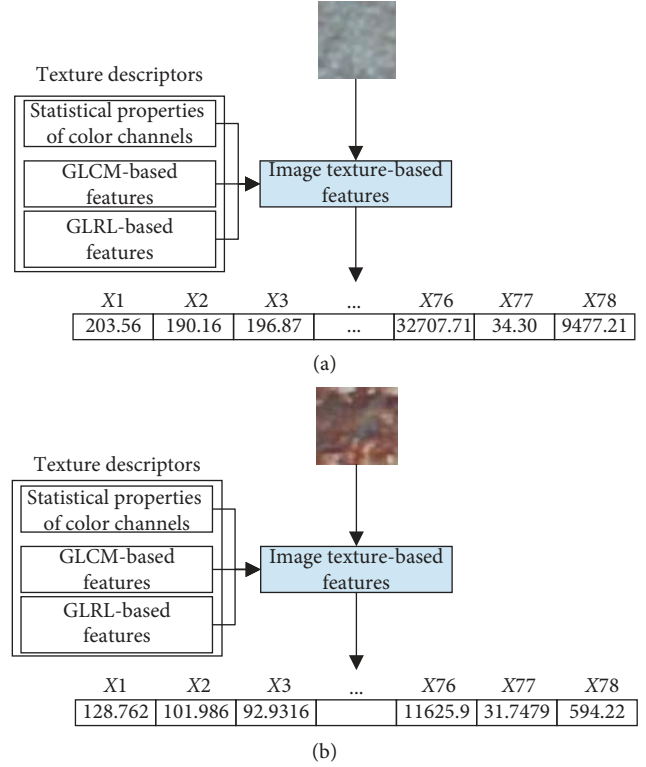 Texture descriptors
Statistical properties
of color channels
GLCM-based
features
GLRL-based
features
Image texture-based
features
X1 X2 X3 ... X76 X77 X78
203.56 190.16 196.87 ... 32707.71 34.30 9477.21
(a)
Texture descriptors
Statistical properties
of color channels
GLCM-based
features
GLRL-based
features
Image texture-based
features
X1 X2 X3 ... X76 X77 X78
128.762 101.986 92.9316 11625.9 31.7479 594.22
(b)